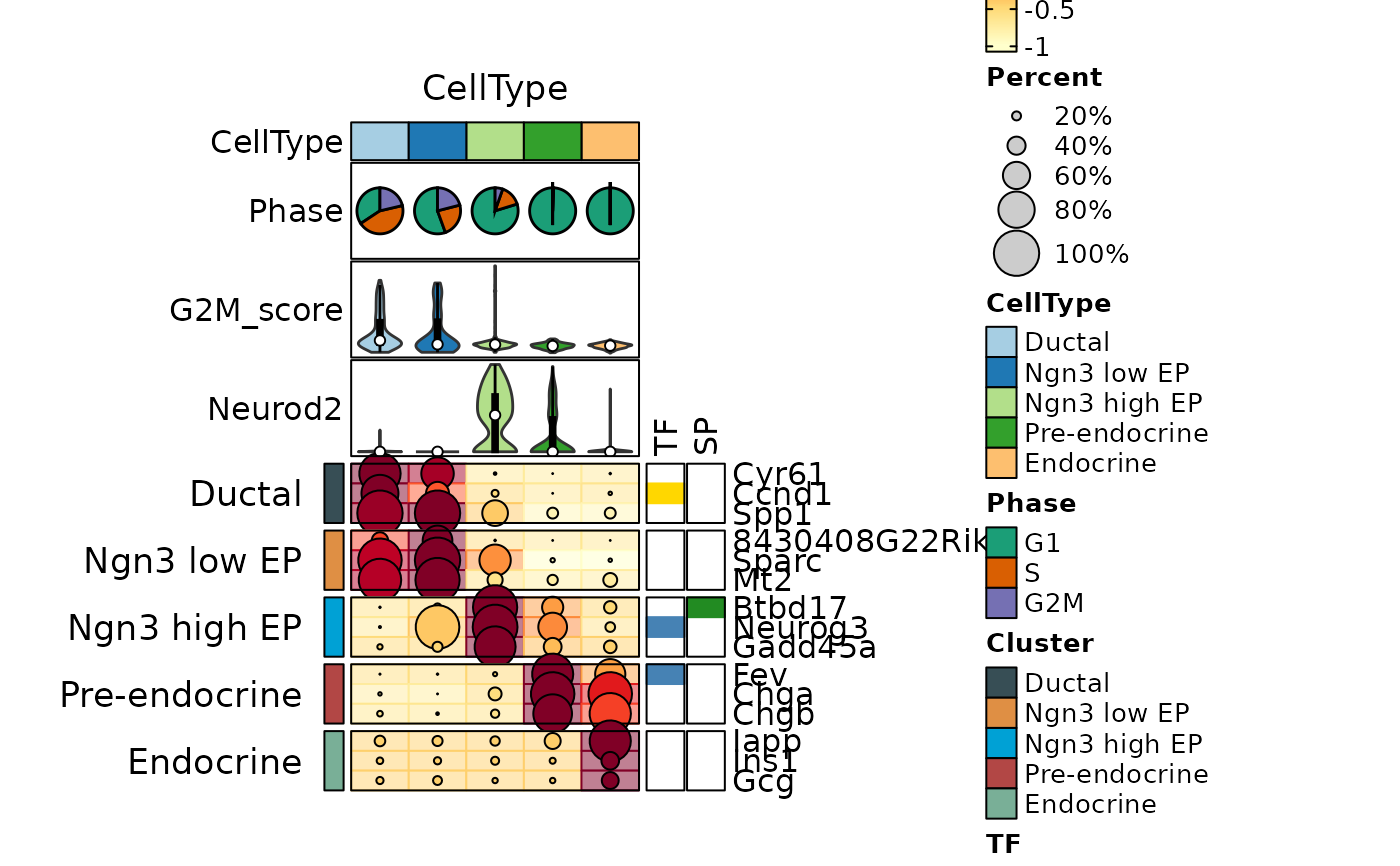 CellType
CellType
Phase
G2M_score
Neurod2
TF
SP
Ductal
Cyr61
Ccnd1
Spp1
Ngn3 low EP
8430408G22Rik
Sparc
Mt2
Ngn3 high EP
Btbd17
Neurog3
Gadd45a
Pre-endocrine
Fev
Chga
Chgb
Endocrine
Iapp
Ins1
Gcg
-0.5
-1
Percent
20%
40%
60%
80%
100%
CellType
Ductal
Ngn3 low EP
Ngn3 high EP
Pre-endocrine
Endocrine
Phase
G1
S
G2M
Cluster
Ductal
Ngn3 low EP
Ngn3 high EP
Pre-endocrine
Endocrine
TF